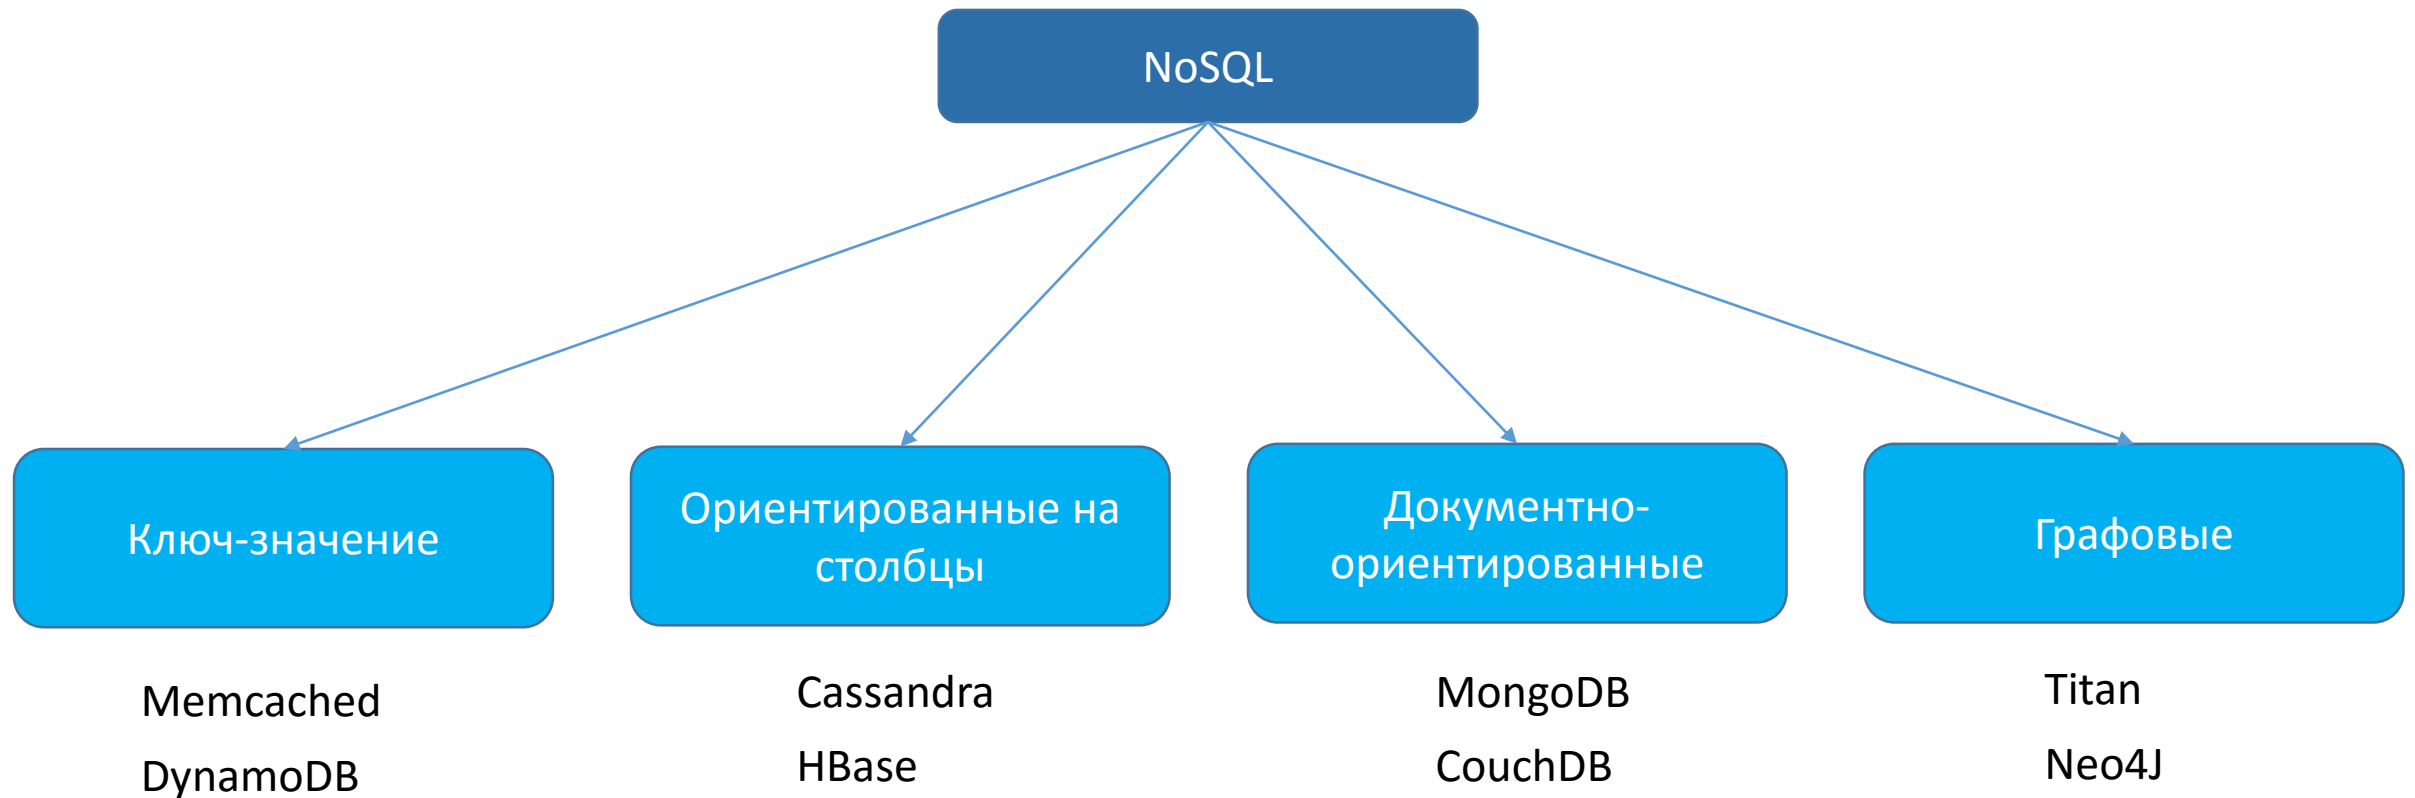 NoSQL
Ключ-значение
Ориентированные на
столбцы
Документно-
ориентированные
Графовые
Memcached
DynamoDB
Cassandra
HBase
MongoDB
CouchDB
Titan
Neo4J